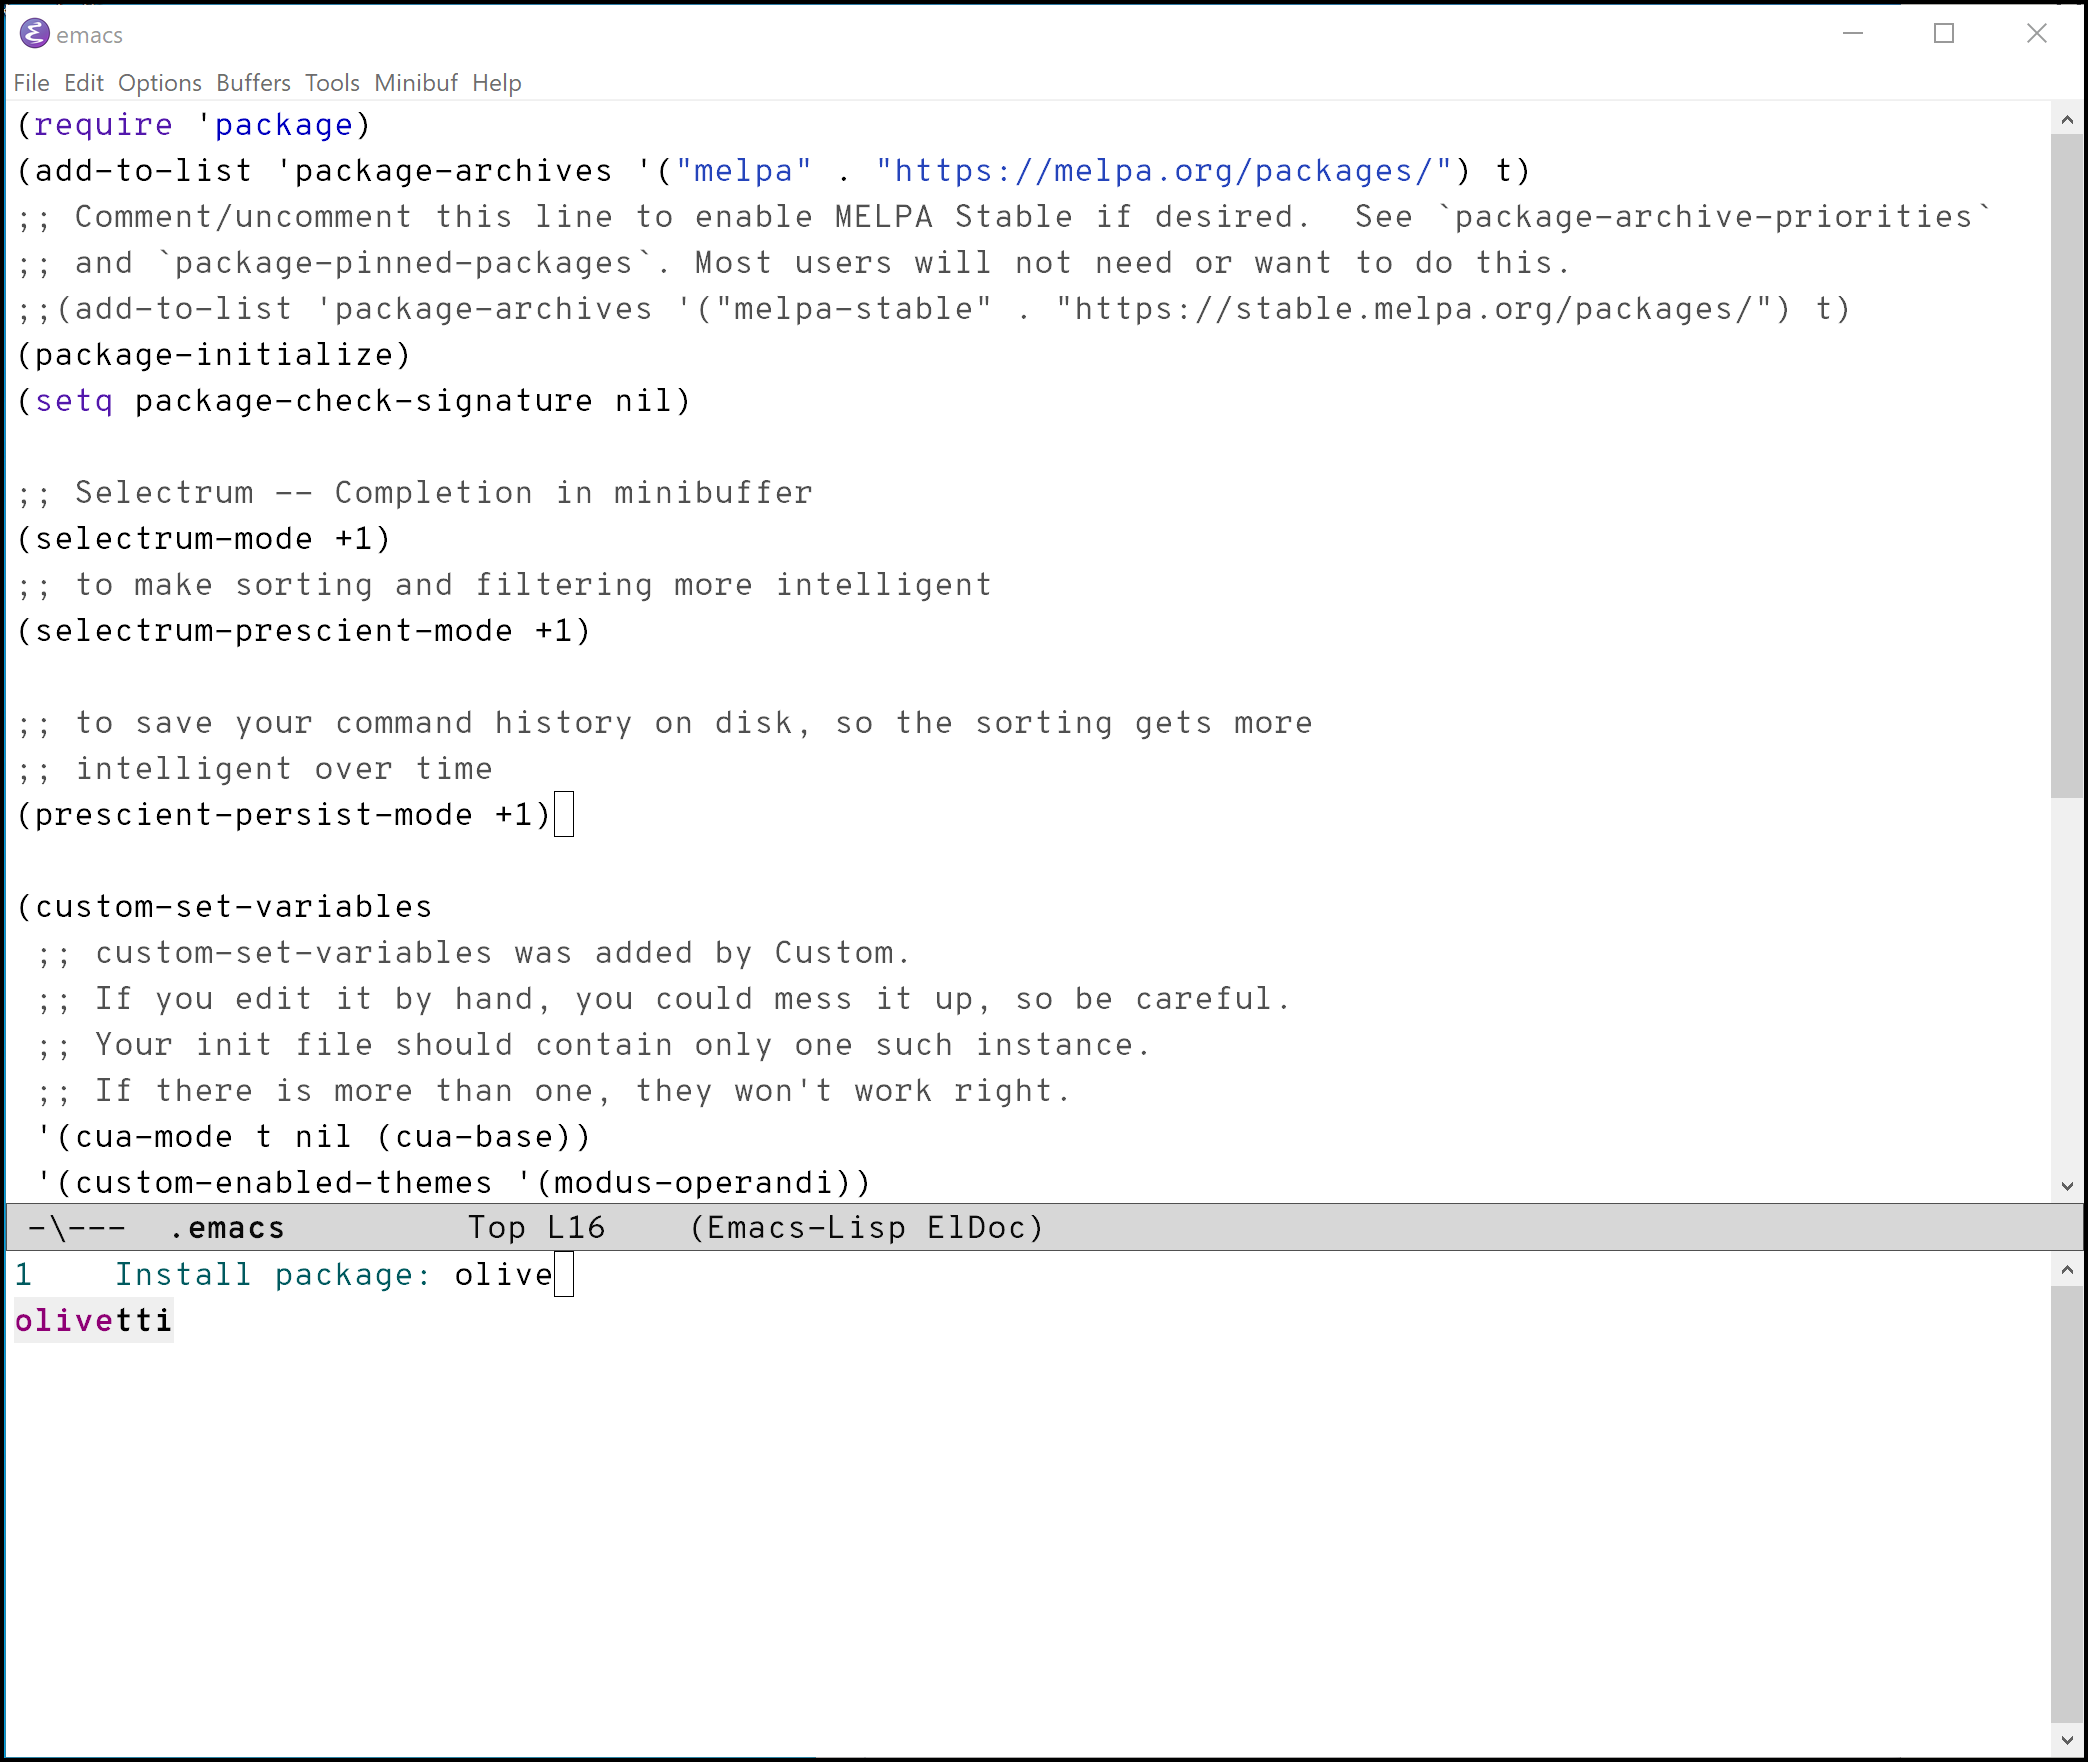 emacs
File Edit Options Buffers Tools Minibuf Help
(require 'package)
(add-to-list 'package-archives '("melpa" . "https://melpa.org/packages/") t)
;; Comment/uncomment this line to enable MELPA Stable if desired.  See `package-archive-priorities`
;; and `package-pinned-packages`. Most users will not need or want to do this.
;;(add-to-list 'package-archives '("melpa-stable" . "https://stable.melpa.org/packages/") t)
(package-initialize)
(setq package-check-signature nil)
;; Selectrum -- Completion in minibuffer
(selectrum-mode +1)
;; to make sorting and filtering more intelligent
(selectrum-prescient-mode +1)
;; to save your command history on disk, so the sorting gets more
;; intelligent over time
(prescient-persist-mode +1)
(custom-set-variables
 ;; custom-set-variables was added by Custom.
 ;; If you edit it by hand, you could mess it up, so be careful.
 ;; Your init file should contain only one such instance.
 ;; If there is more than one, they won't work right.
 '(cua-mode t nil (cua-base))
 '(custom-enabled-themes '(modus-operandi))
-\---  .emacs         Top L16    (Emacs-Lisp ElDoc)
1    Install package: olive
olivetti